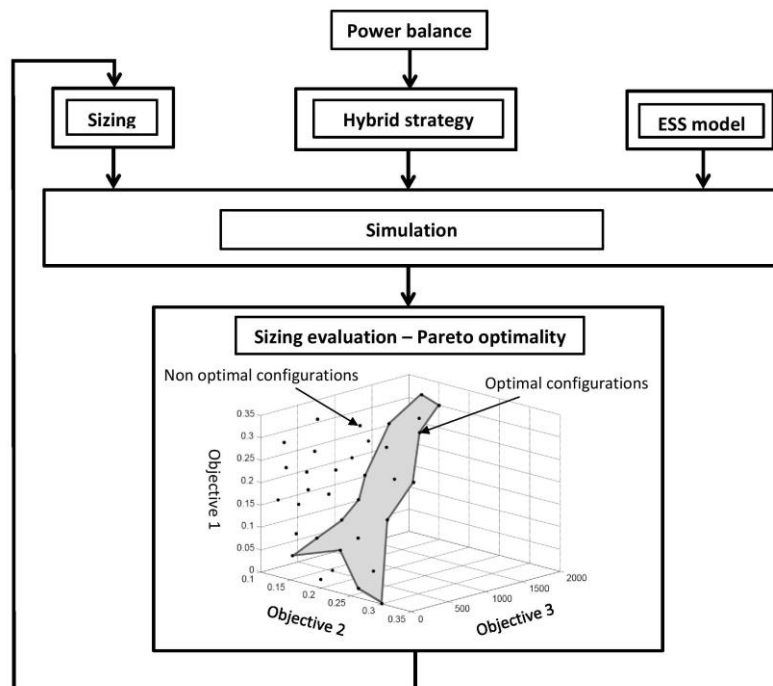 Power balance
Sizing
Hybrid strategy
ESS model
Simulation
Sizing evaluation – Pareto optimality
Non optimal configurations
Optimal configurations
0.35
0.3
0.25
0.2
0.15
0.1
0.05
0
Objective 1
0.1
0.15
0.2
0.25
0.3
0.35
Objective 2
0
500
1000
1500
2000
Objective 3